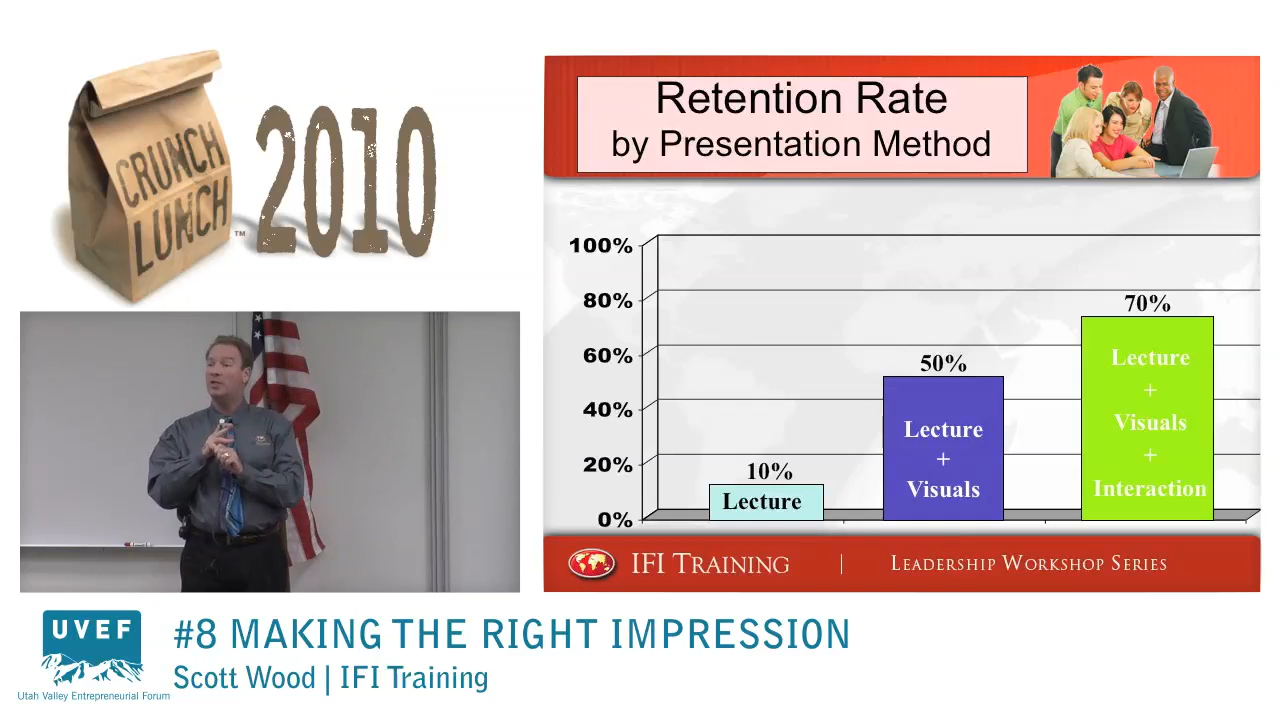 CRUNCH
LUNCH
™
2010
Retention Rate
by Presentation Method
100%
80%
60%
40%
20%
0%
10%
Lecture
50%
Lecture
+
Visuals
70%
Lecture
+
Visuals
+
Interaction
IFI TRAINING | LEADERSHIP WORKSHOP SERIES
UVEF
Utah Valley Entrepreneurial Forum
#8 MAKING THE RIGHT IMPRESSION
Scott Wood | IFI Training